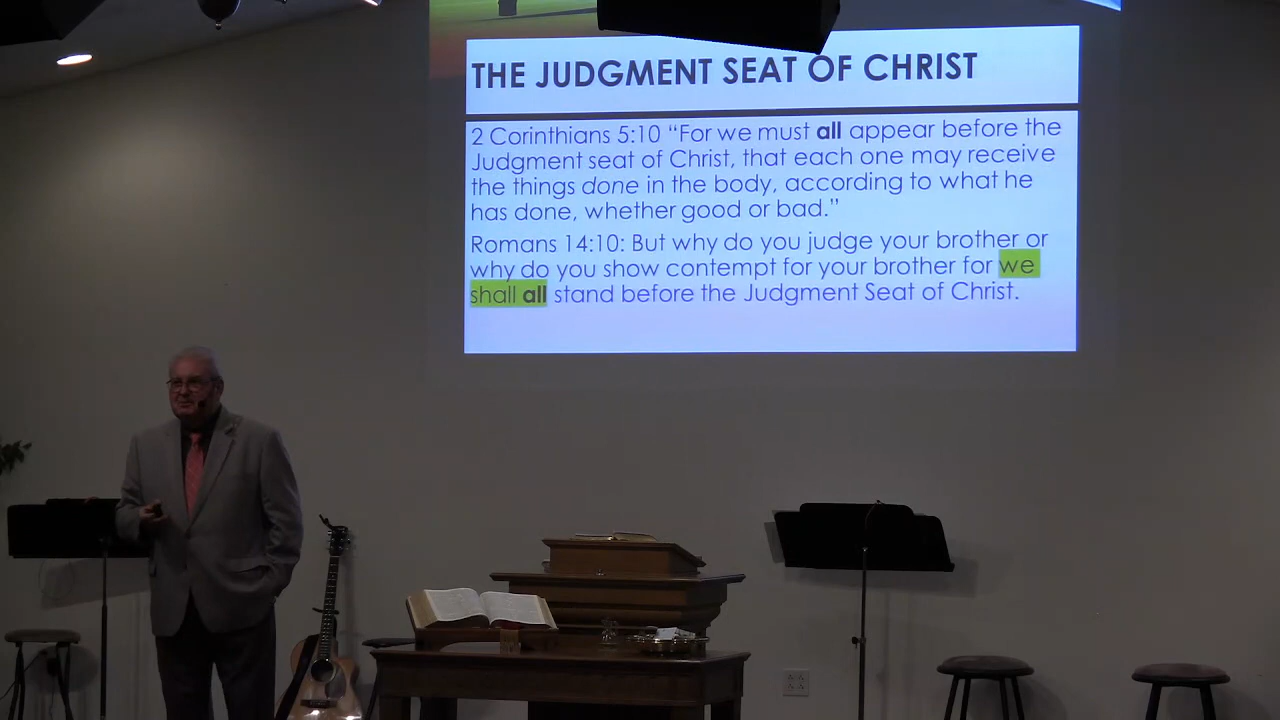 THE JUDGMENT SEAT OF CHRIST
2 Corinthians 5:10 “For we must all appear before the
Judgment seat of Christ, that each one may receive
the things done in the body, according to what he
has done, whether good or bad.”
Romans 14:10: But why do you judge your brother or
why do you show contempt for your brother for we
shall all stand before the Judgment Seat of Christ.